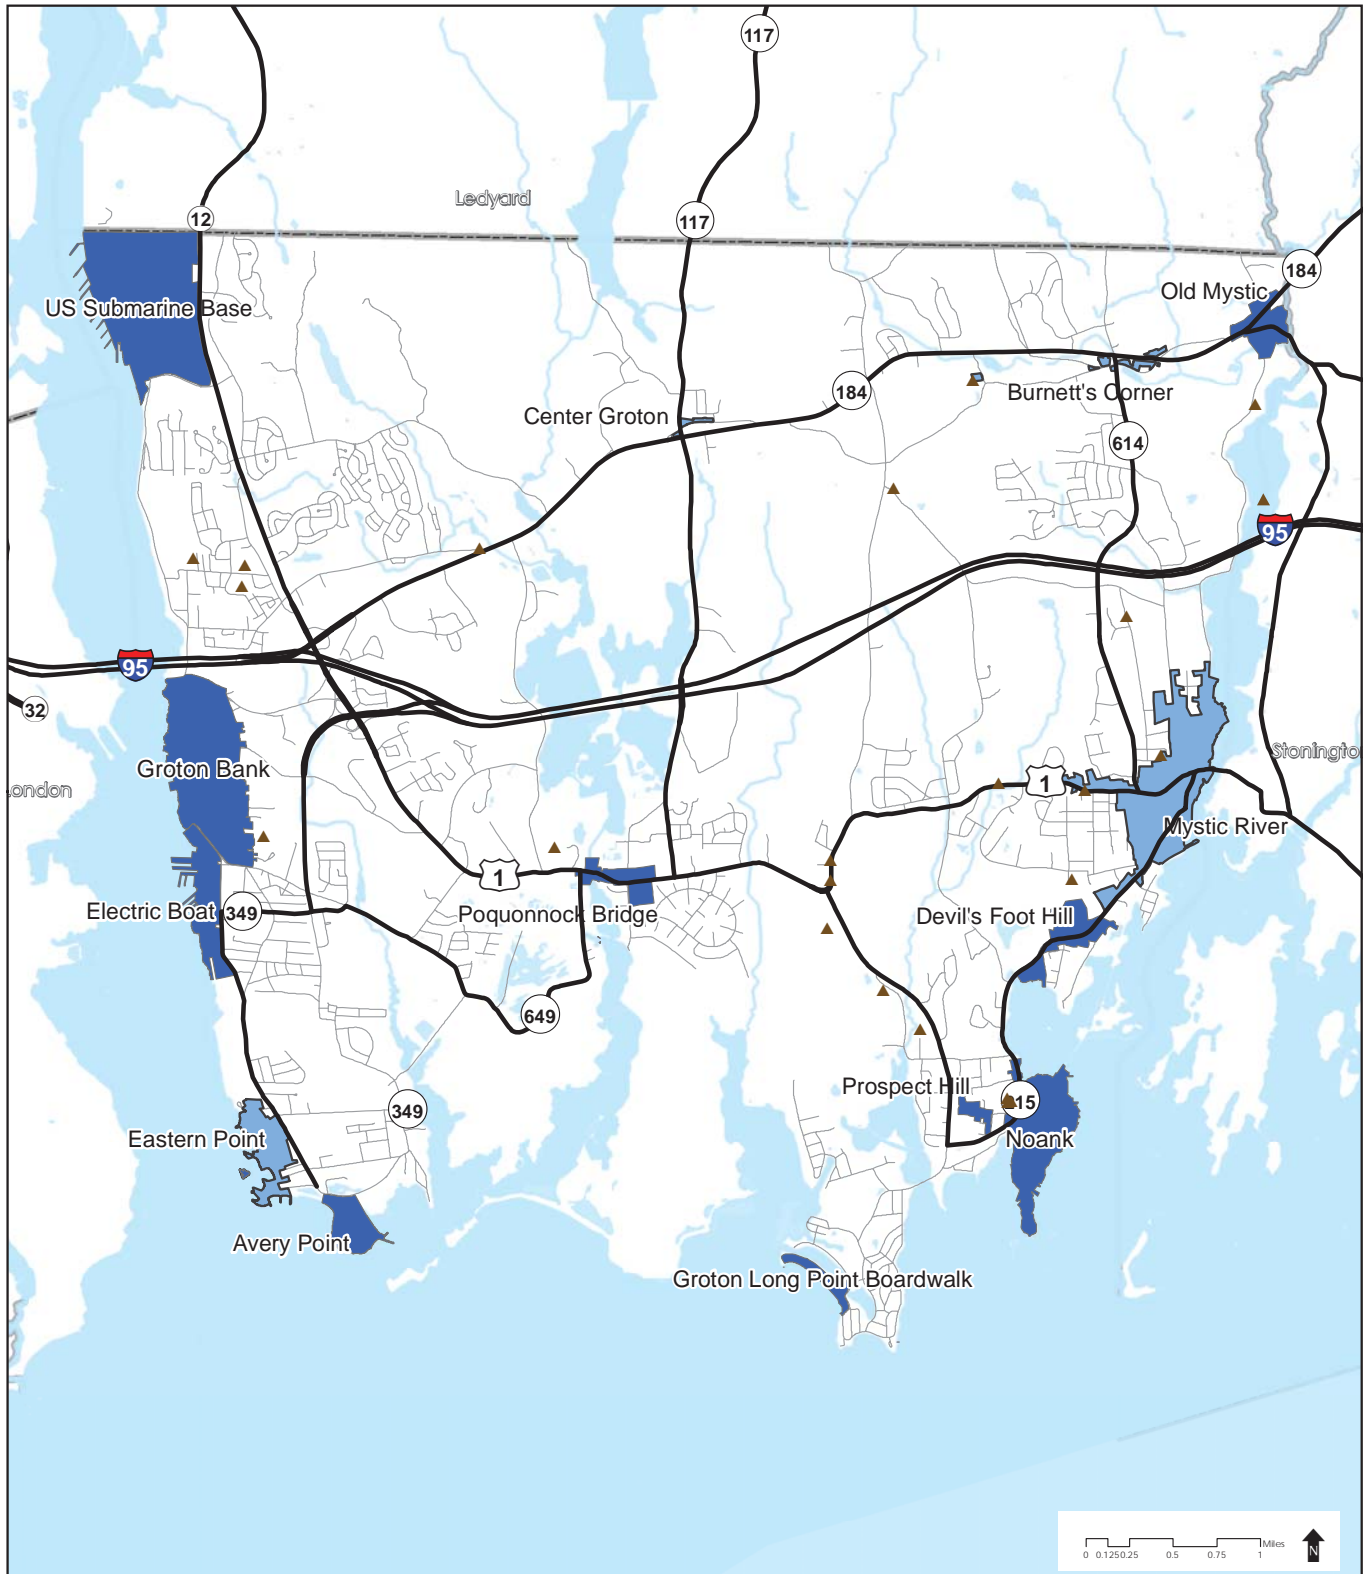 117
Ledyard
12
117
184
Old Mystic
US Submarine Base
184
Burnett's Corner
Center Groton
614
95
95
32
Stonington
Groton Bank
1
ondon
Mystic River
1
Electric Boat
349
Poquonnock Bridge
Devil's Foot Hill
649
Prospect Hill
15
349
Eastern Point
Noank
Avery Point
Groton Long Point Boardwalk
Miles
0 0.125 0.25 0.5 0.75 1
N